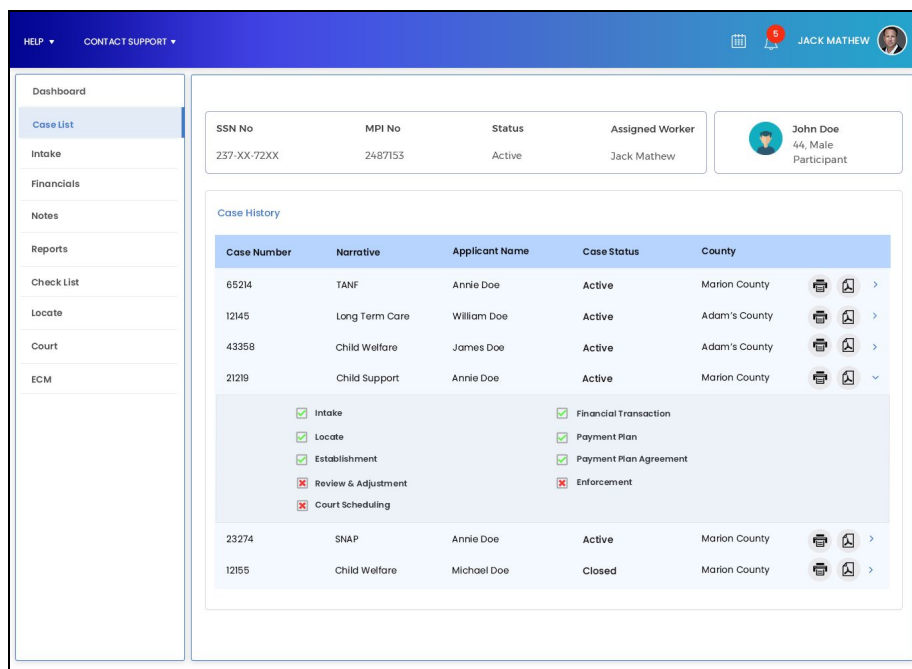 HELP CONTACT SUPPORT 5 JACK MATHEW
Dashboard
Case List
Intake
Financials
Notes
Reports
Check List
Locate
Court
ECM
SSN No MPI No Status Assigned Worker
237-XX-72XX 2487153 Active Jack Mathew
John Doe
44, Male
Participant
Case History
Case Number Narrative Applicant Name Case Status County
65214 TANF Annie Doe Active Marion County
12145 Long Term Care William Doe Active Adam's County
43358 Child Welfare James Doe Active Adam's County
21219 Child Support Annie Doe Active Marion County
Intake Financial Transaction
Locate Payment Plan
Establishment Payment Plan Agreement
Review & Adjustment Enforcement
Court Scheduling
23274 SNAP Annie Doe Active Marion County
12155 Child Welfare Michael Doe Closed Marion County